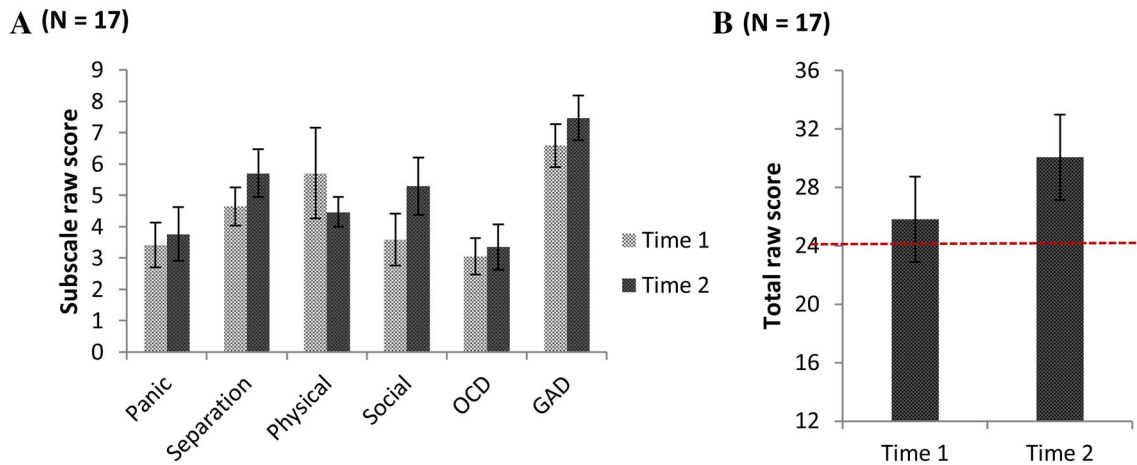 A (N = 17)
Subscale raw score
9
8
7
6
5
4
3
2
1
0
Panic
Separation
Physical
Social
OCD
GAD
Time 1
Time 2
B (N = 17)
Total raw score
36
32
28
24
20
16
12
Time 1
Time 2